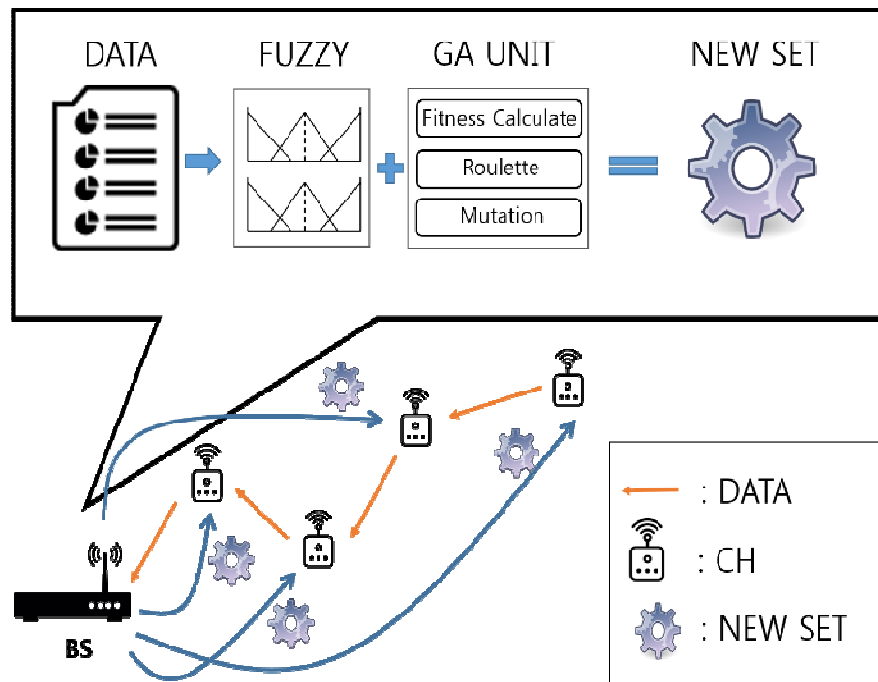 DATA
FUZZY
GA UNIT
NEW SET
Fitness Calculate
Roulette
Mutation
BS
: DATA
: CH
: NEW SET